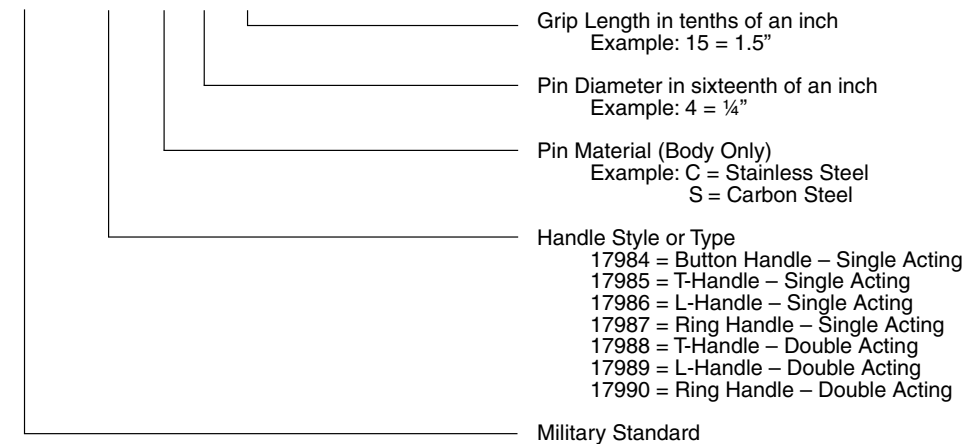 Grip Length in tenths of an inch
Example: 15 = 1.5”
Pin Diameter in sixteenth of an inch
Example: 4 = ¼”
Pin Material (Body Only)
Example: C = Stainless Steel
S = Carbon Steel
Handle Style or Type
17984 = Button Handle – Single Acting
17985 = T-Handle – Single Acting
17986 = L-Handle – Single Acting
17987 = Ring Handle – Single Acting
17988 = T-Handle – Double Acting
17989 = L-Handle – Double Acting
17990 = Ring Handle – Double Acting
Military Standard